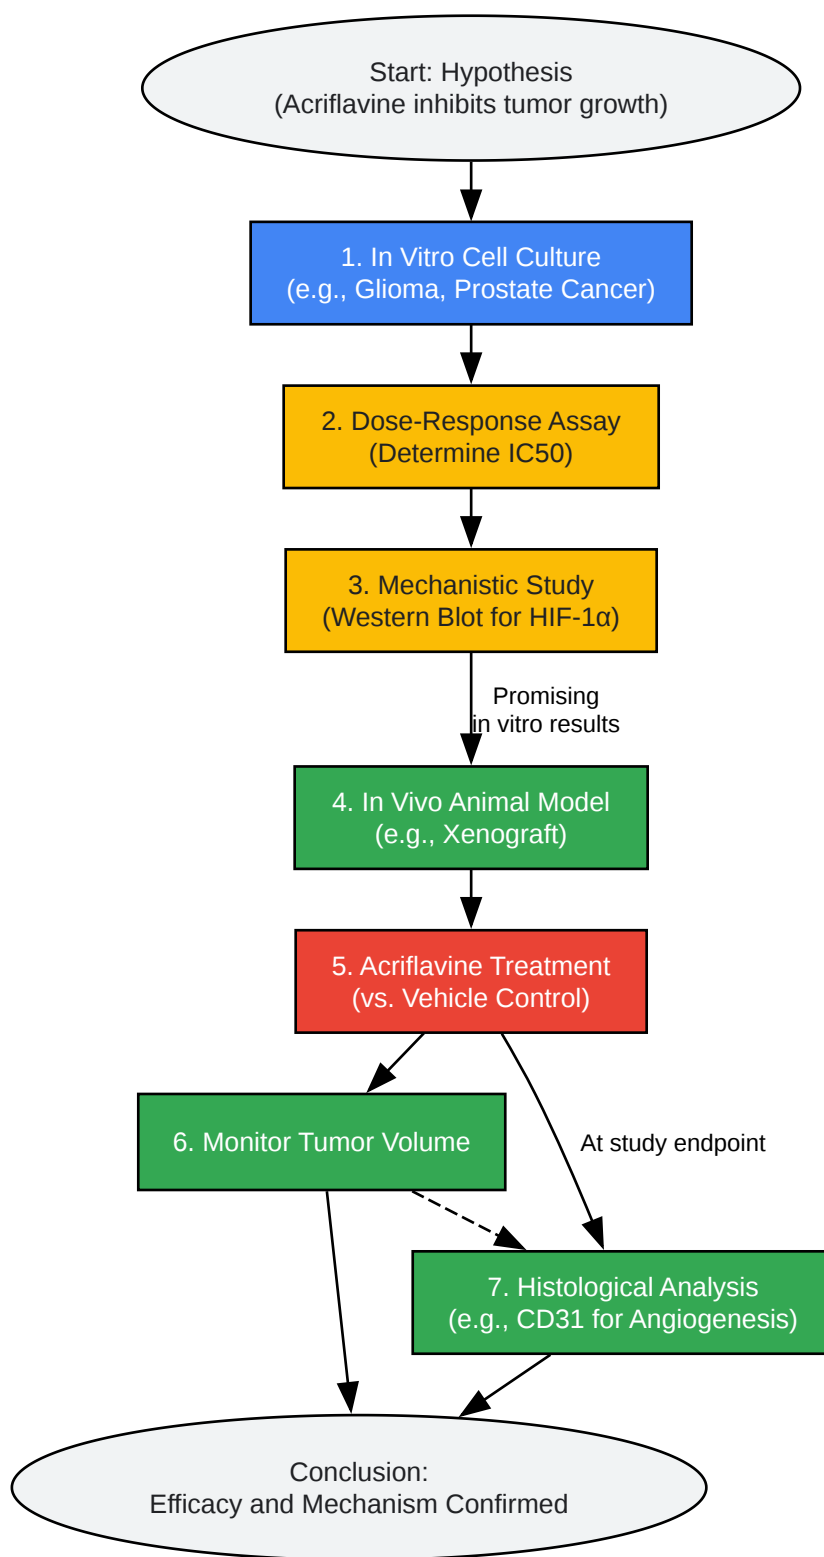 Start: Hypothesis
(Acriflavine inhibits tumor growth)
1. In Vitro Cell Culture
(e.g., Glioma, Prostate Cancer)
2. Dose-Response Assay
(Determine IC50)
3. Mechanistic Study
(Western Blot for HIF-1α)
Promising
in vitro results
4. In Vivo Animal Model
(e.g., Xenograft)
5. Acriflavine Treatment
(vs. Vehicle Control)
6. Monitor Tumor Volume
At study endpoint
7. Histological Analysis
(e.g., CD31 for Angiogenesis)
Conclusion:
Efficacy and Mechanism Confirmed